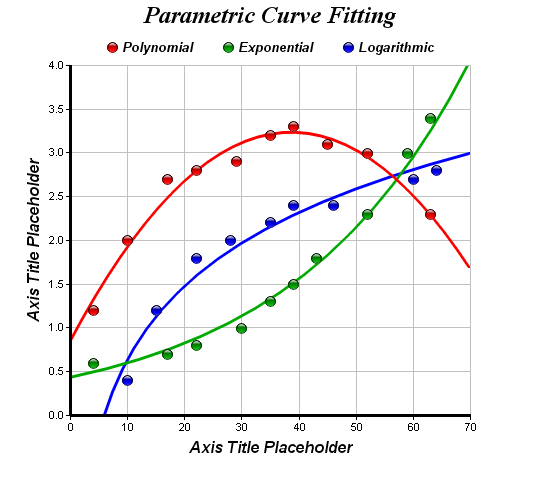 Parametric Curve Fitting
Polynomial Exponential Logarithmic
4.0
3.5
3.0
2.5
2.0
1.5
1.0
0.5
0.0
Axis Title Placeholder
0 10 20 30 40 50 60 70
Axis Title Placeholder